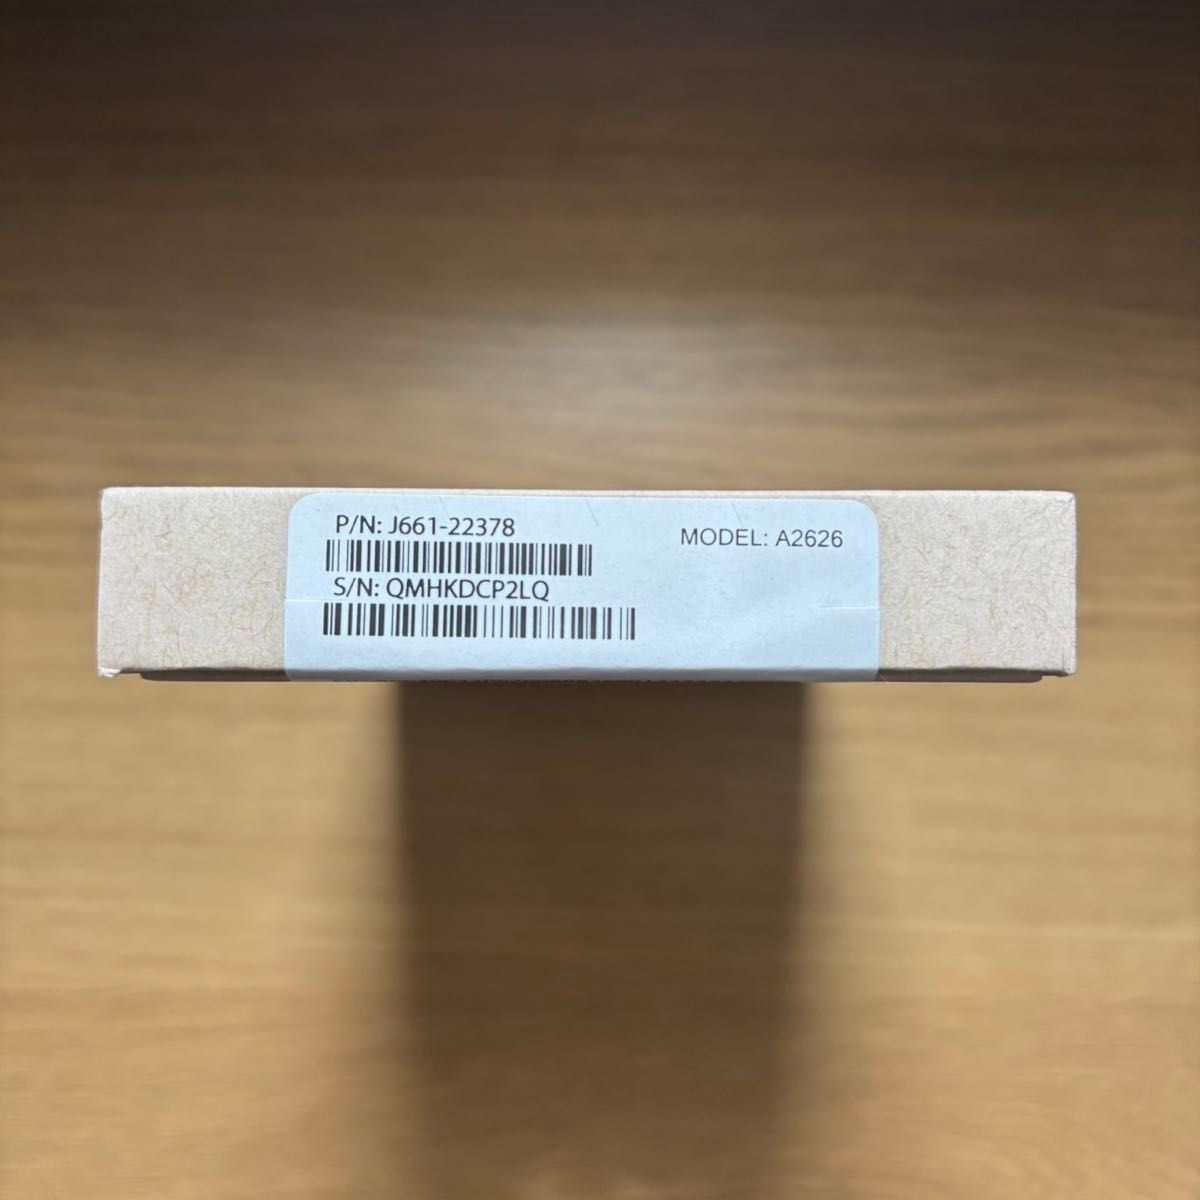 P/N: J661-22378
MODEL: A2626
S/N: QMHKDCP2LQ